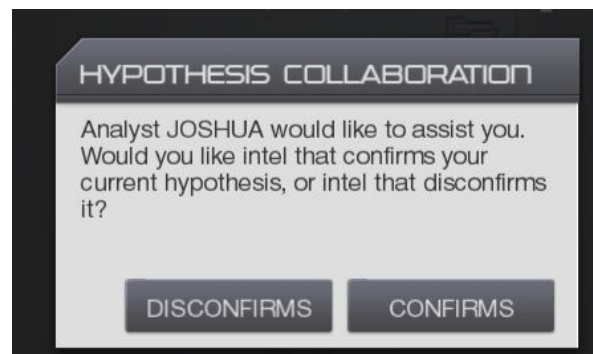 HYPOTHESIS COLLABORATION
Analyst JOSHUA would like to assist you.
Would you like intel that confirms your
current hypothesis, or intel that disconfirms
it?
DISCONFIRMS CONFIRMS